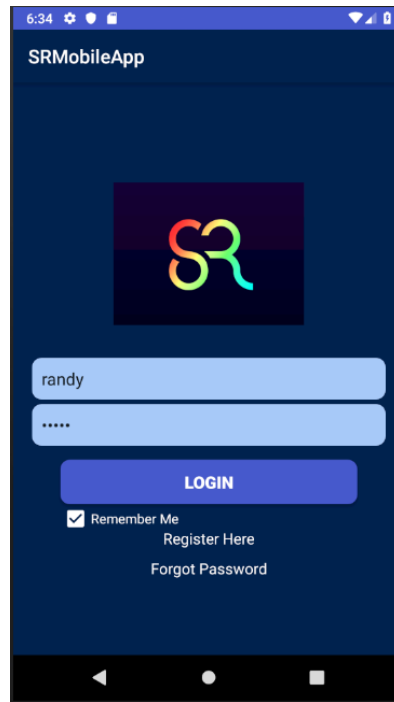 6:34
SRMobileApp
SR
randy
•••••
LOGIN
Remember Me
Register Here
Forgot Password